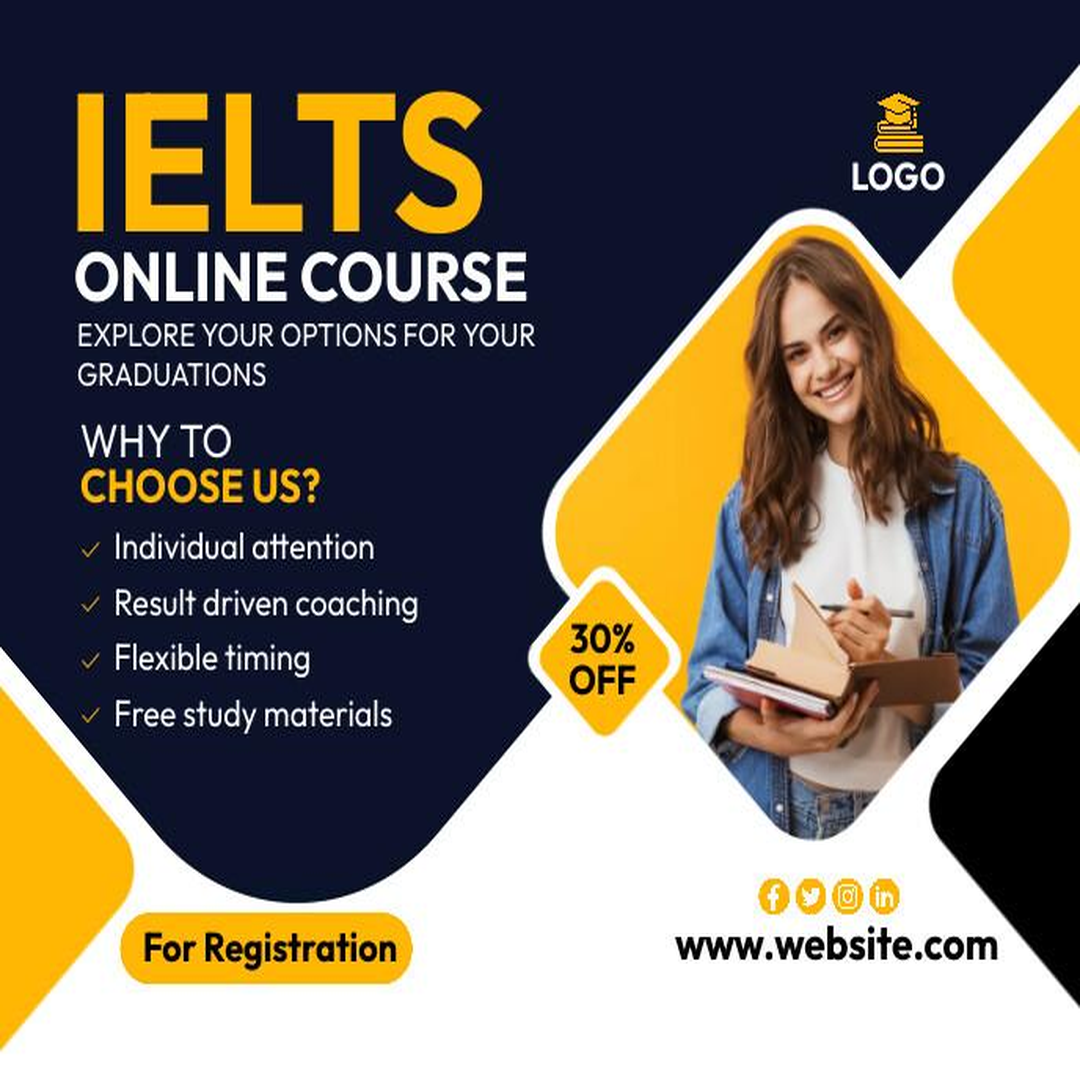 IELTS
ONLINE COURSE
EXPLORE YOUR OPTIONS FOR YOUR
GRADUATIONS
WHY TO
CHOOSE US?
Individual attention
Result driven coaching
Flexible timing
Free study materials
For Registration
LOGO
30%
OFF
www.website.com